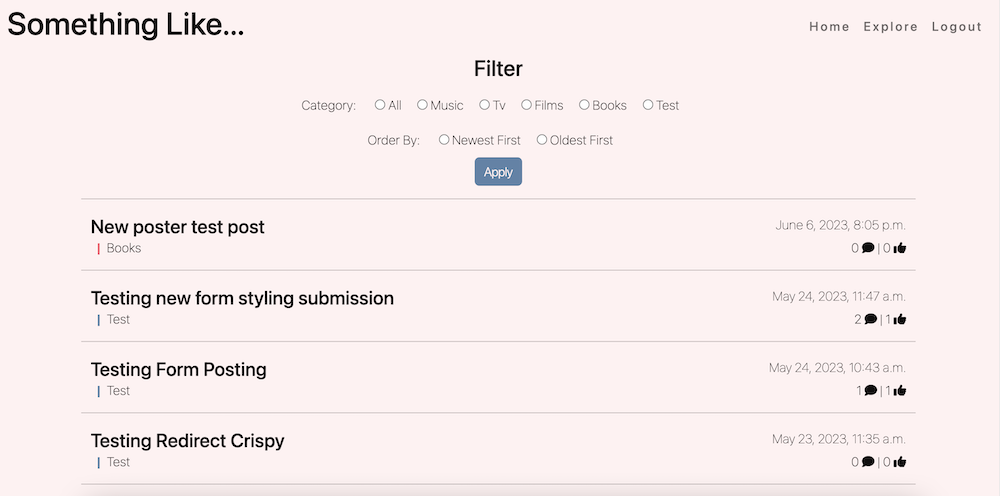 Something Like...
Home Explore Logout
Filter
Category: All Music Tv Films Books Test
Order By: Newest First Oldest First
Apply
New poster test post June 6, 2023, 8:05 p.m.
| Books 0 | 0
Testing new form styling submission May 24, 2023, 11:47 a.m.
| Test 2 | 1
Testing Form Posting May 24, 2023, 10:43 a.m.
| Test 1 | 1
Testing Redirect Crispy May 23, 2023, 11:35 a.m.
| Test 0 | 0